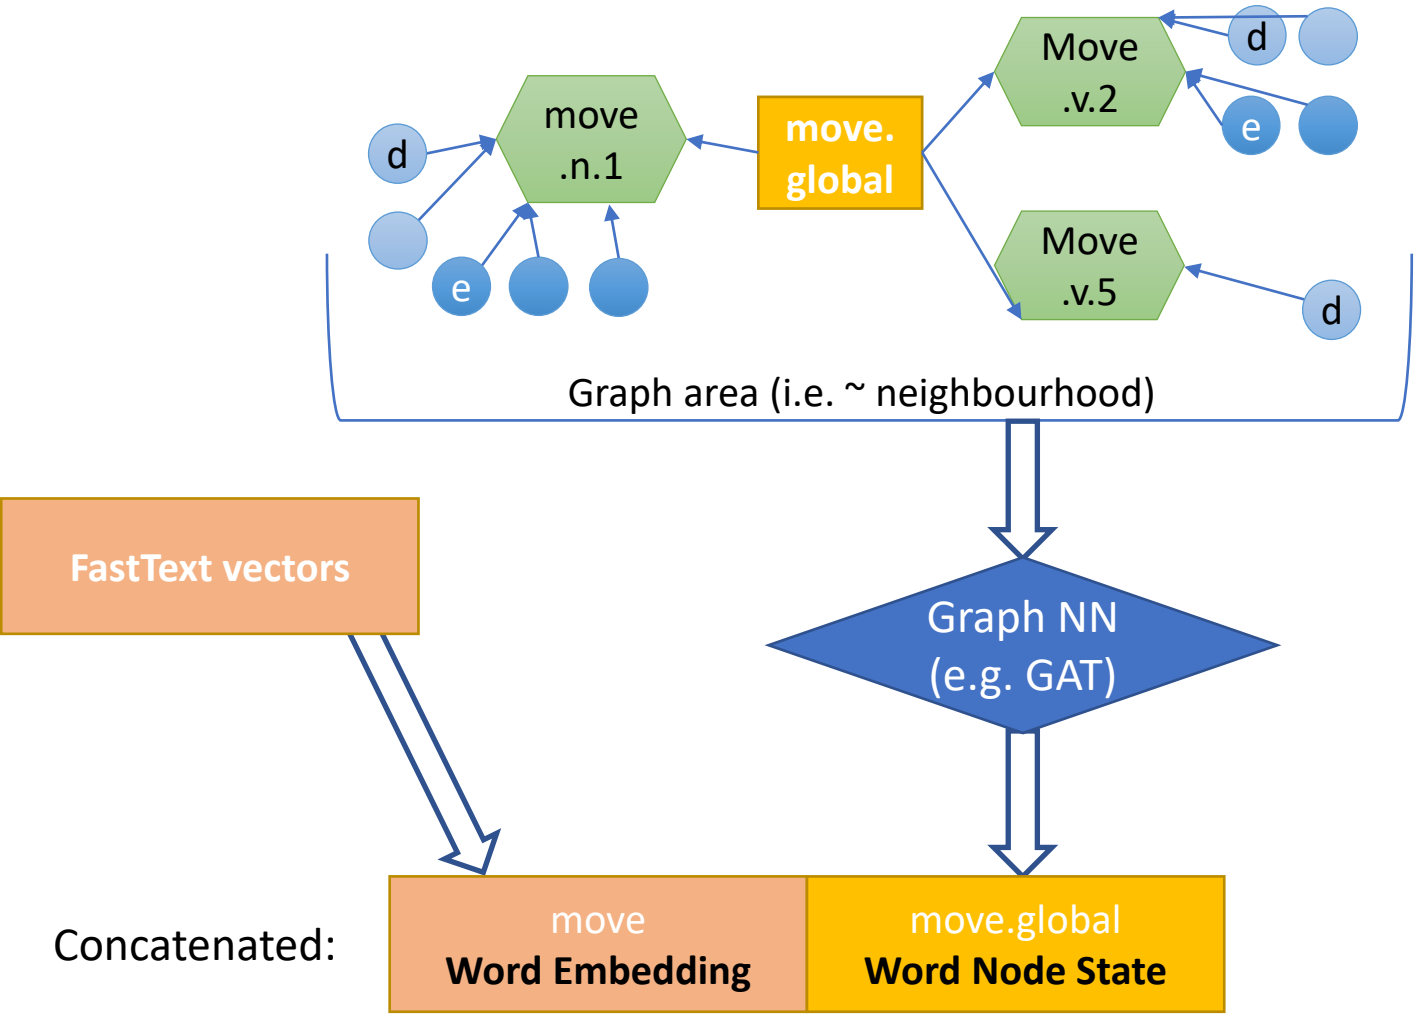 d
move
.n.1
e
move.
global
Move
.v.2
d
e
Move
.v.5
d
Graph area (i.e. ~ neighbourhood)
FastText vectors
Graph NN
(e.g. GAT)
Concatenated:
move
Word Embedding
move.global
Word Node State